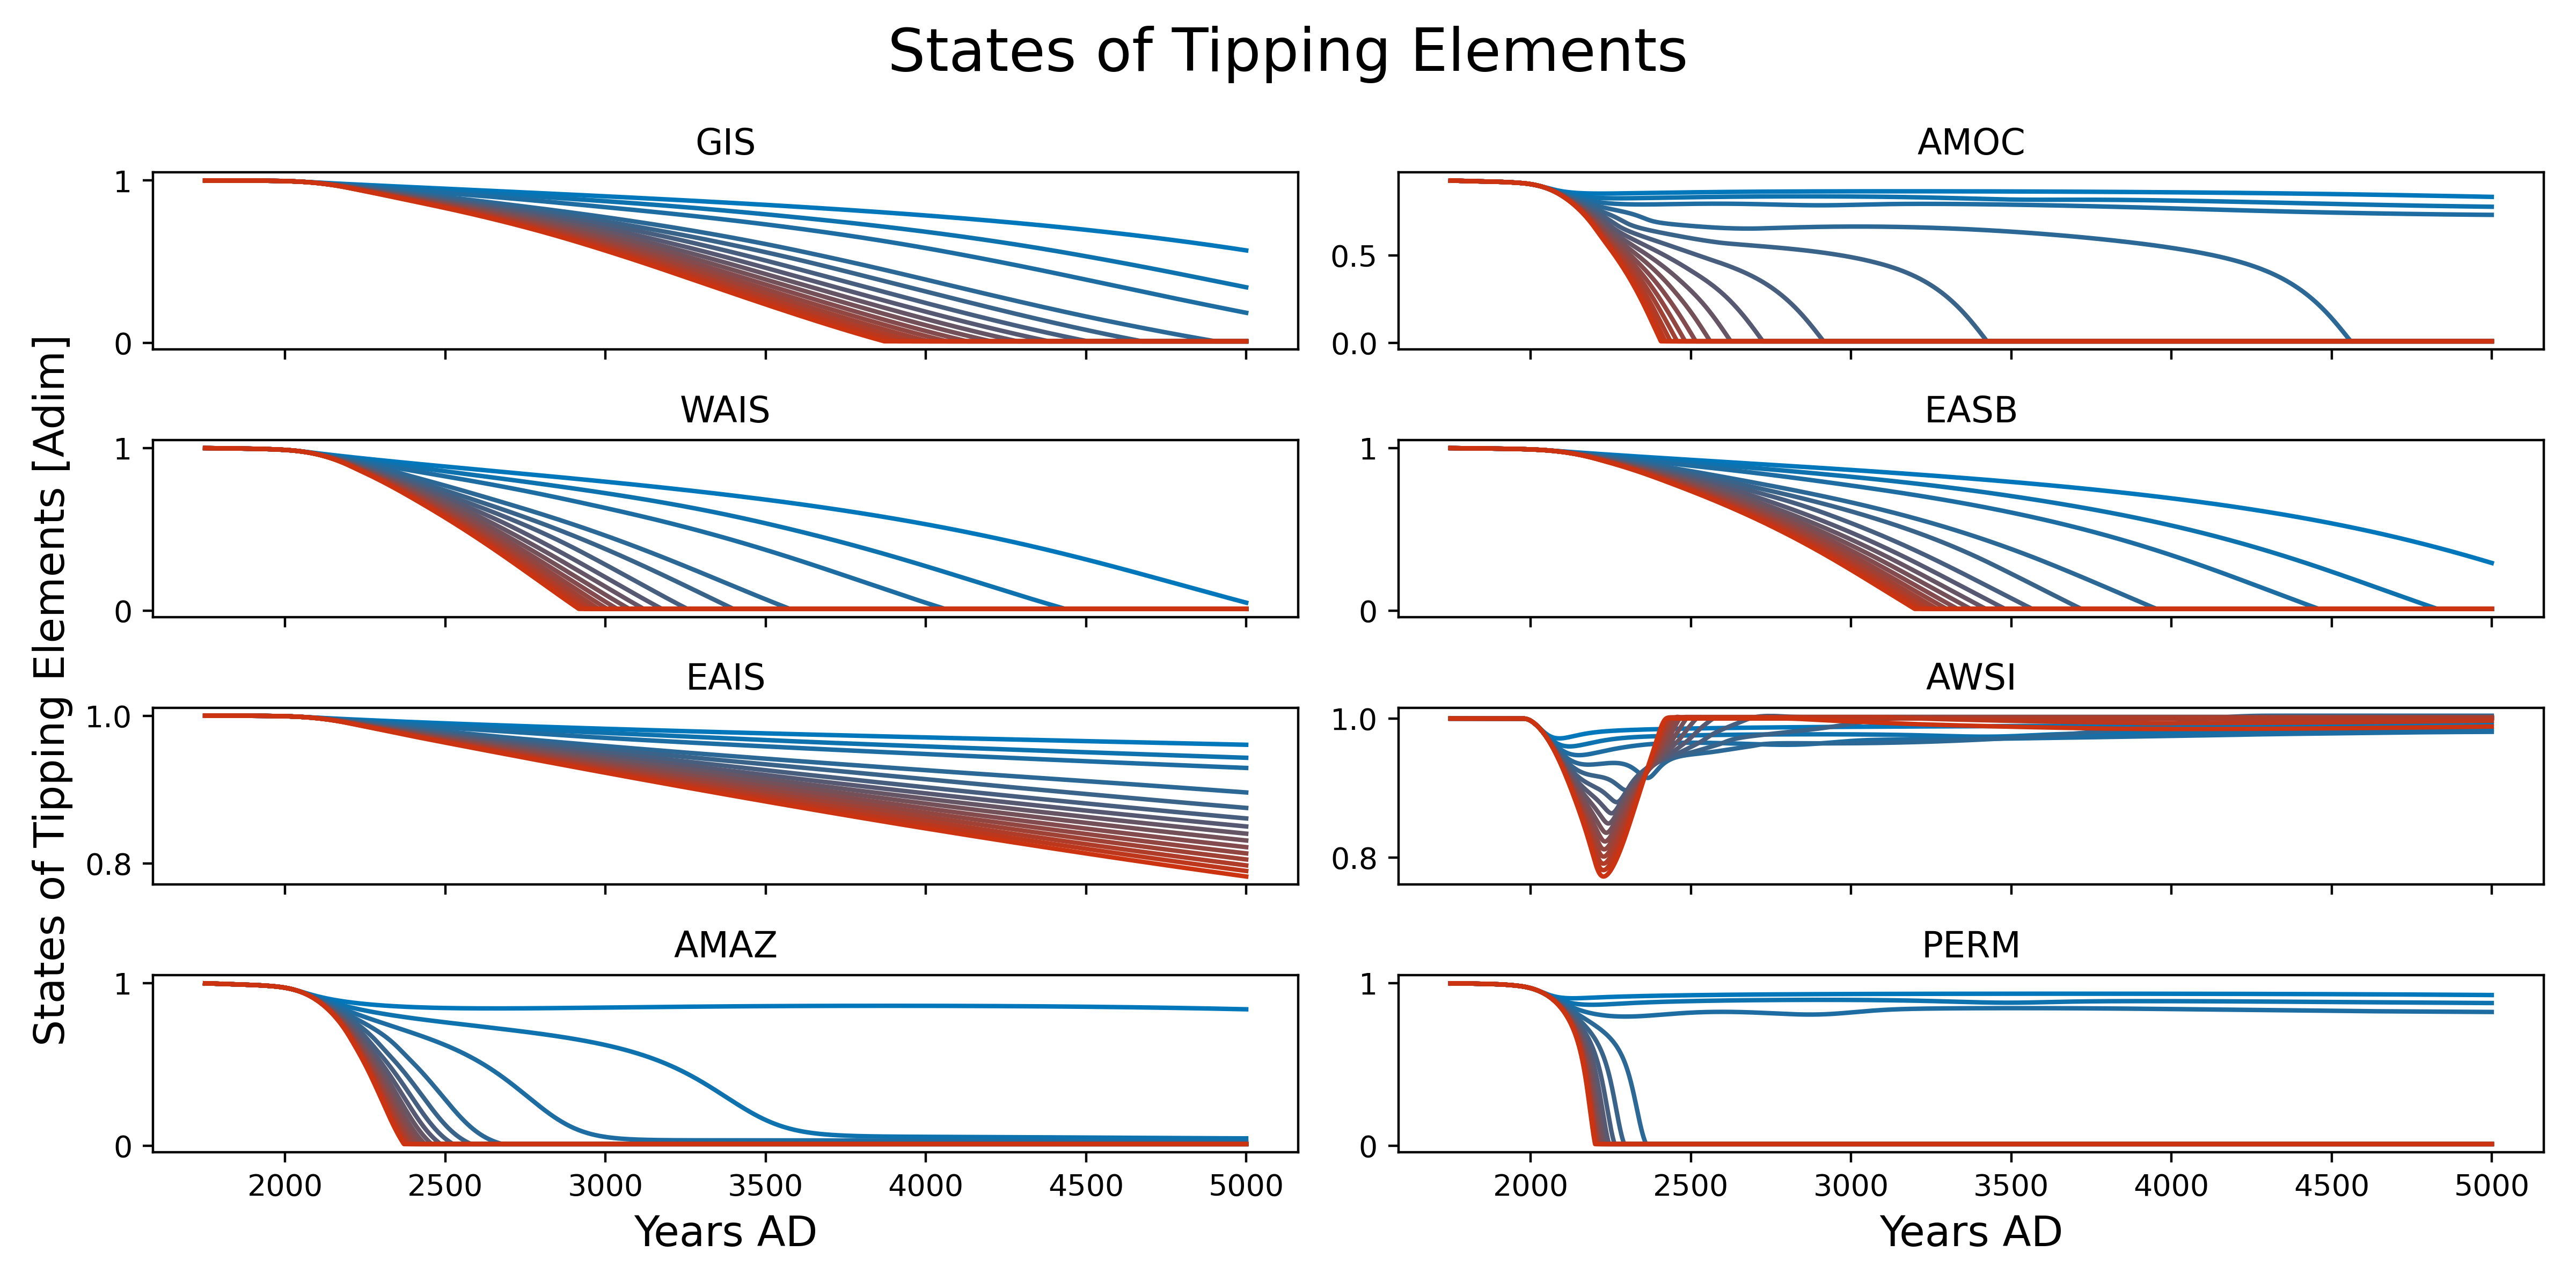 States of Tipping Elements
States of Tipping Elements [Adim]
GIS
1
0
AMOC
0.5
0.0
WAIS
1
0
EASB
1
0
EAIS
1.0
0.8
AWSI
1.0
0.8
AMAZ
1
0
2000 2500 3000 3500 4000 4500 5000
Years AD
PERM
1
0
2000 2500 3000 3500 4000 4500 5000
Years AD